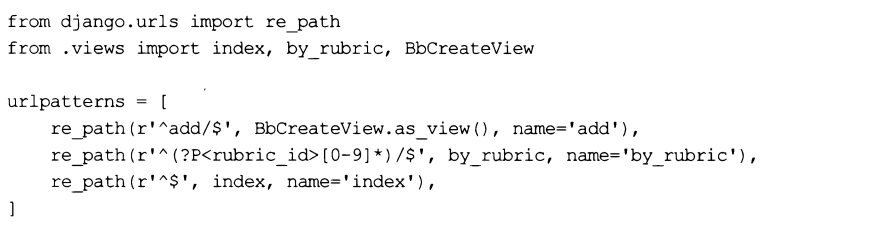 from django.urls import re_path
from .views import index, by_rubric, BbCreateView
urlpatterns = [
    re_path(r'^add/$', BbCreateView.as_view(), name='add'),
    re_path(r'^(?P<rubric_id>[0-9]*)/$', by_rubric, name='by_rubric'),
    re_path(r'^$', index, name='index'),
]